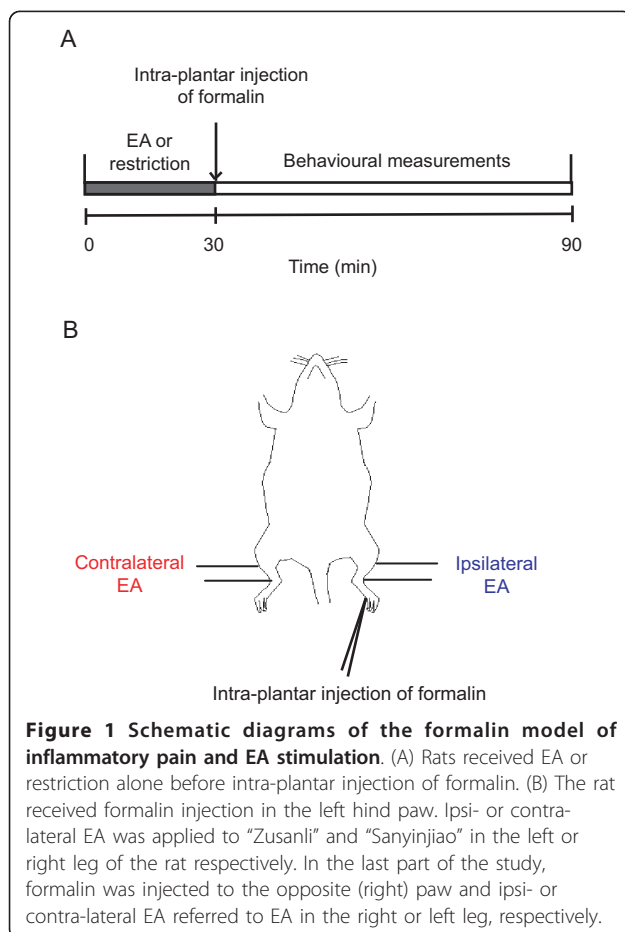 A
Intra-plantar injection
of formalin
EA or
restriction
Behavioural measurements
0 30 90
Time (min)
B
Contralateral
EA
Ipsilateral
EA
Intra-plantar injection of formalin
Figure 1 Schematic diagrams of the formalin model of
inflammatory pain and EA stimulation. (A) Rats received EA or
restriction alone before intra-plantar injection of formalin. (B) The rat
received formalin injection in the left hind paw. Ipsi- or contra-
lateral EA was applied to “Zusanli” and “Sanyinjiao” in the left or
right leg of the rat respectively. In the last part of the study,
formalin was injected to the opposite (right) paw and ipsi- or
contra-lateral EA referred to EA in the right or left leg, respectively.